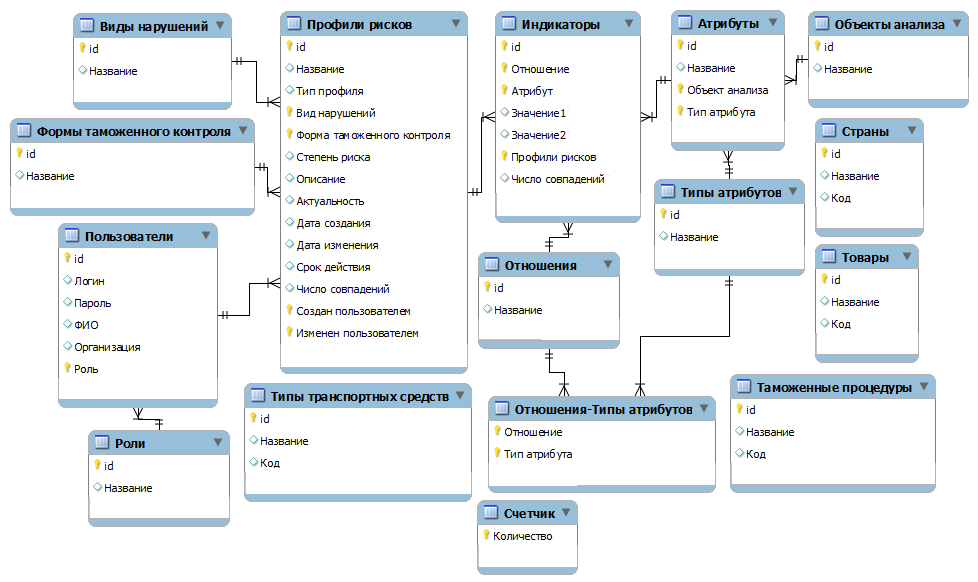 Виды нарушений
id
Название
Формы таможенного контроля
id
Название
Пользователи
id
Логин
Пароль
ФИО
Организация
Роль
Роли
id
Название
Профили рисков
id
Название
Тип профиля
Вид нарушений
Форма таможенного контроля
Степень риска
Описание
Актуальность
Дата создания
Дата изменения
Срок действия
Число совпадений
Создан пользователем
Изменен пользователем
Типы транспортных средств
id
Название
Код
Индикаторы
id
Отношение
Атрибут
Значение1
Значение2
Профили рисков
Число совпадений
Отношения
id
Название
Отношения-Типы атрибутов
Отношение
Тип атрибута
Счетчик
Количество
Атрибуты
id
Название
Объект анализа
Тип атрибута
Типы атрибутов
id
Название
Объекты анализа
id
Название
Страны
id
Название
Код
Товары
id
Название
Код
Таможенные процедуры
id
Название
Код